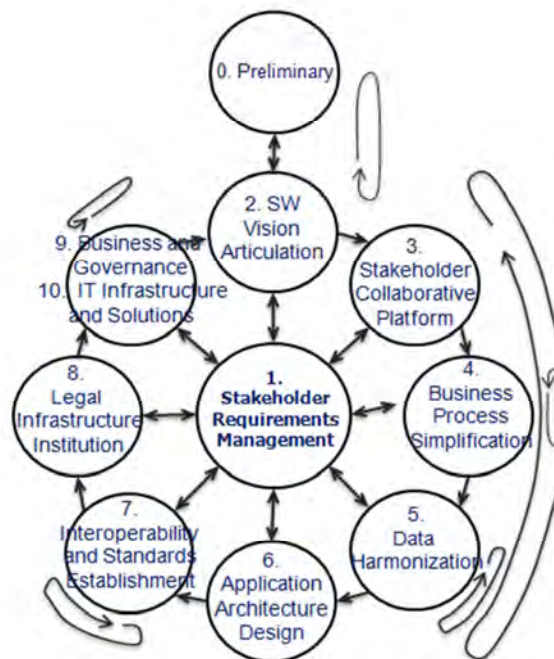 0. Preliminary
2. SW
Vision
Articulation
3.
Stakeholder
Collaborative
Platform
4.
Business
Process
Simplification
5.
Data
Harmonization
6.
Application
Architecture
Design
7.
Interoperability
and Standards
Establishment
8.
Legal
Infrastructure
Institution
9. Business and
Governance
10. IT Infrastructure
and Solutions
1.
Stakeholder
Requirements
Management